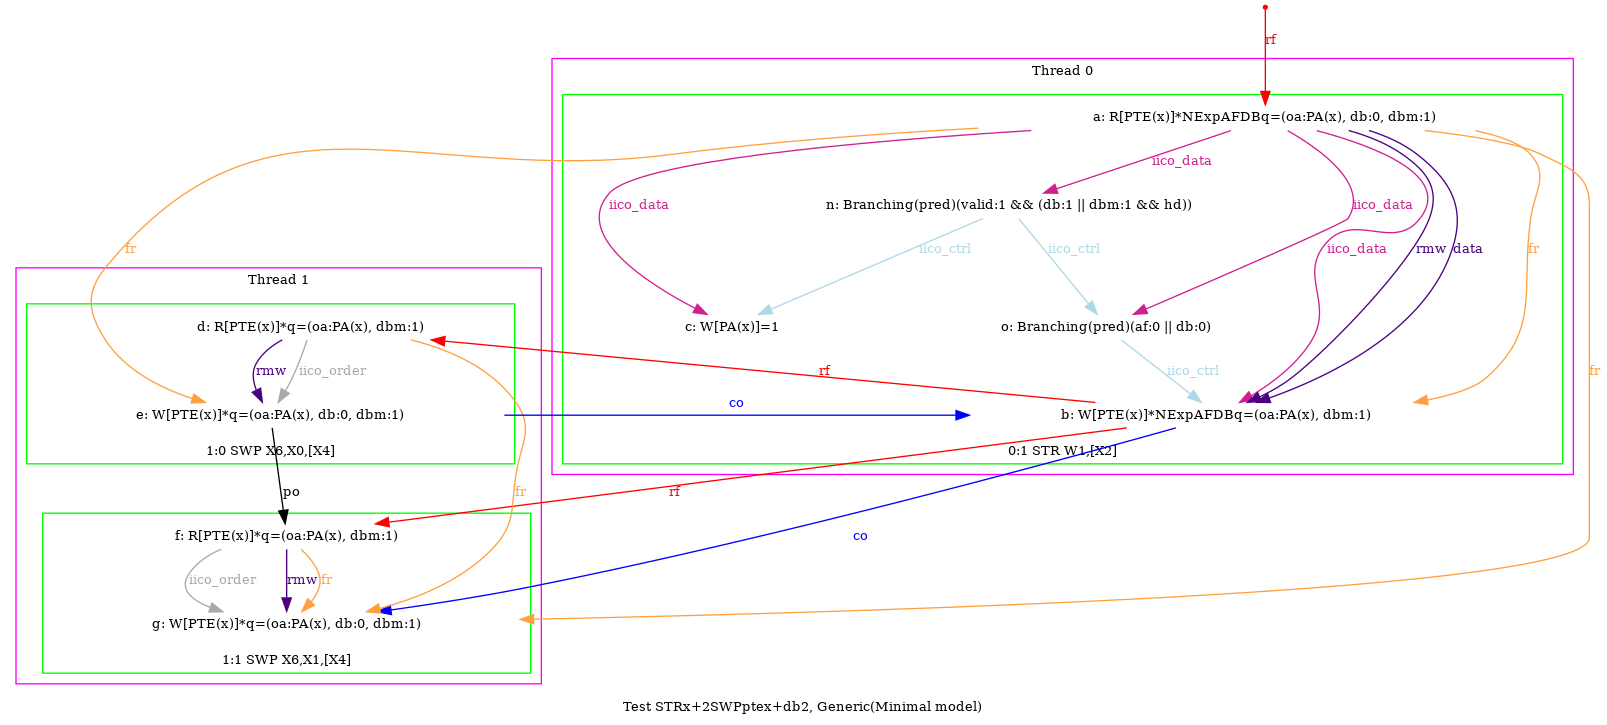 rf
Thread 0
a: R[PTE(x)]*NExpAFDBq=(oa:PA(x), db:0, dbm:1)
iico_data
n: Branching(pred)(valid:1 && (db:1 || dbm:1 && hd))
iico_data
iico_data
fr
iico_ctrl
iico_ctrl
iico_data
rmw
data
fr
Thread 1
d: R[PTE(x)]*q=(oa:PA(x), dbm:1)
c: W[PA(x)]=1
o: Branching(pred)(af:0 || db:0)
rmw
iico_order
rf
iico_ctrl
fr
co
e: W[PTE(x)]*q=(oa:PA(x), db:0, dbm:1)
b: W[PTE(x)]*NExpAFDBq=(oa:PA(x), dbm:1)
1:0 SWP X6,X0,[X4]
0:1 STR W1,[X2]
po
fr
rf
f: R[PTE(x)]*q=(oa:PA(x), dbm:1)
co
iico_order
rmw
fr
g: W[PTE(x)]*q=(oa:PA(x), db:0, dbm:1)
1:1 SWP X6,X1,[X4]
Test STRx+2SWPptex+db2, Generic(Minimal model)